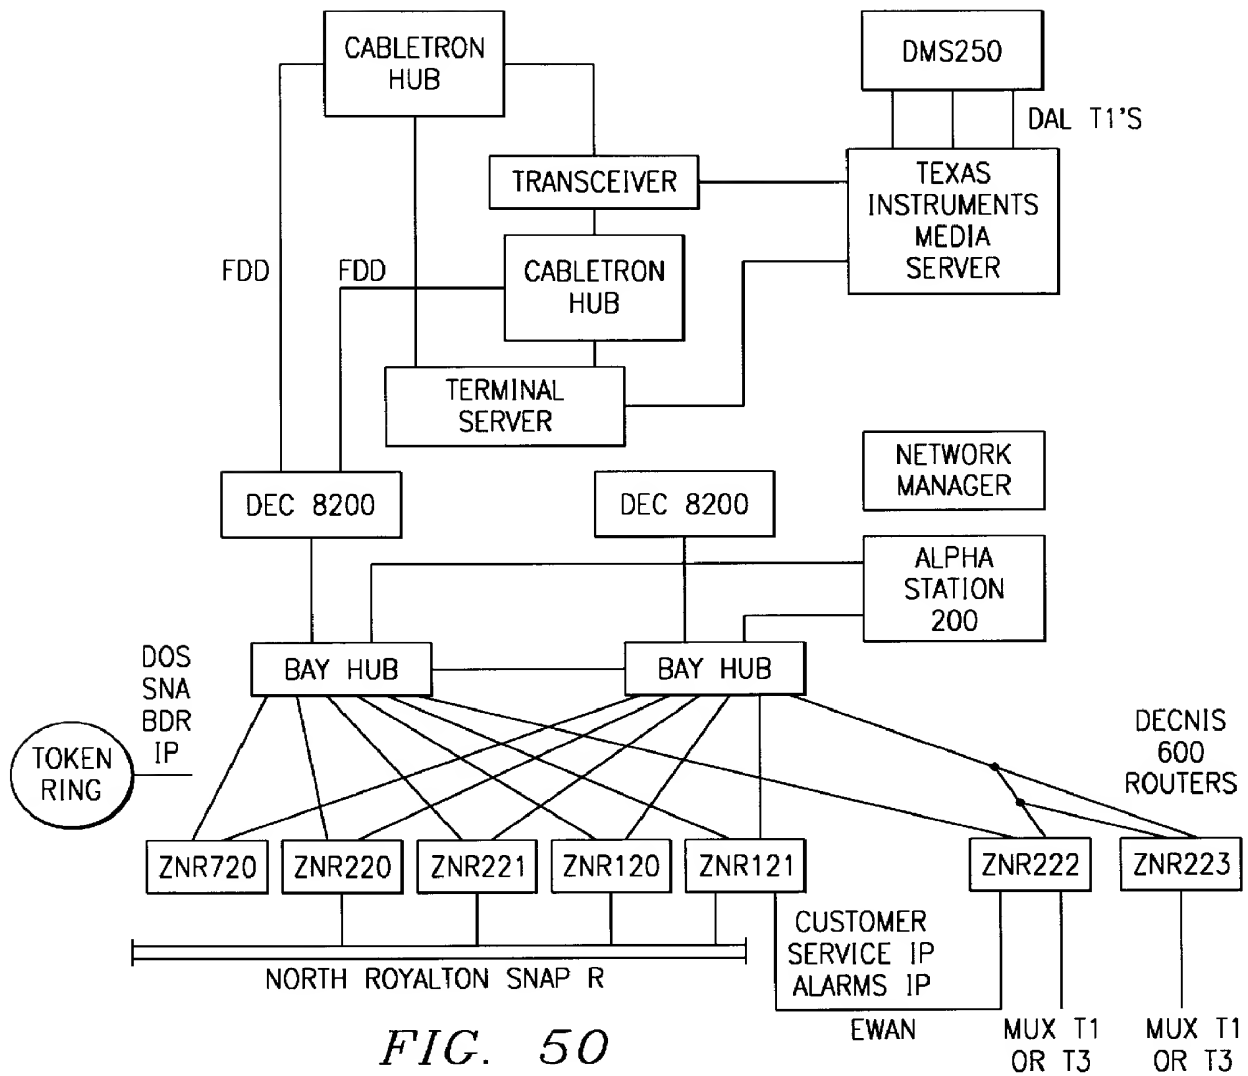 CABLETRON
HUB
DMS250
DAL T1'S
TRANSCEIVER
TEXAS
INSTRUMENTS
MEDIA
SERVER
FDD
FDD
CABLETRON
HUB
TERMINAL
SERVER
NETWORK
MANAGER
DEC 8200
DEC 8200
ALPHA
STATION
200
BAY HUB
BAY HUB
DOS
SNA
BDR
IP
TOKEN
RING
DECNIS
600
ROUTERS
ZNR720
ZNR220
ZNR221
ZNR120
ZNR121
ZNR222
ZNR223
CUSTOMER
SERVICE IP
ALARMS IP
NORTH ROYALTON SNAP R
EWAN
MUX T1
OR T3
MUX T1
OR T3
FIG. 50